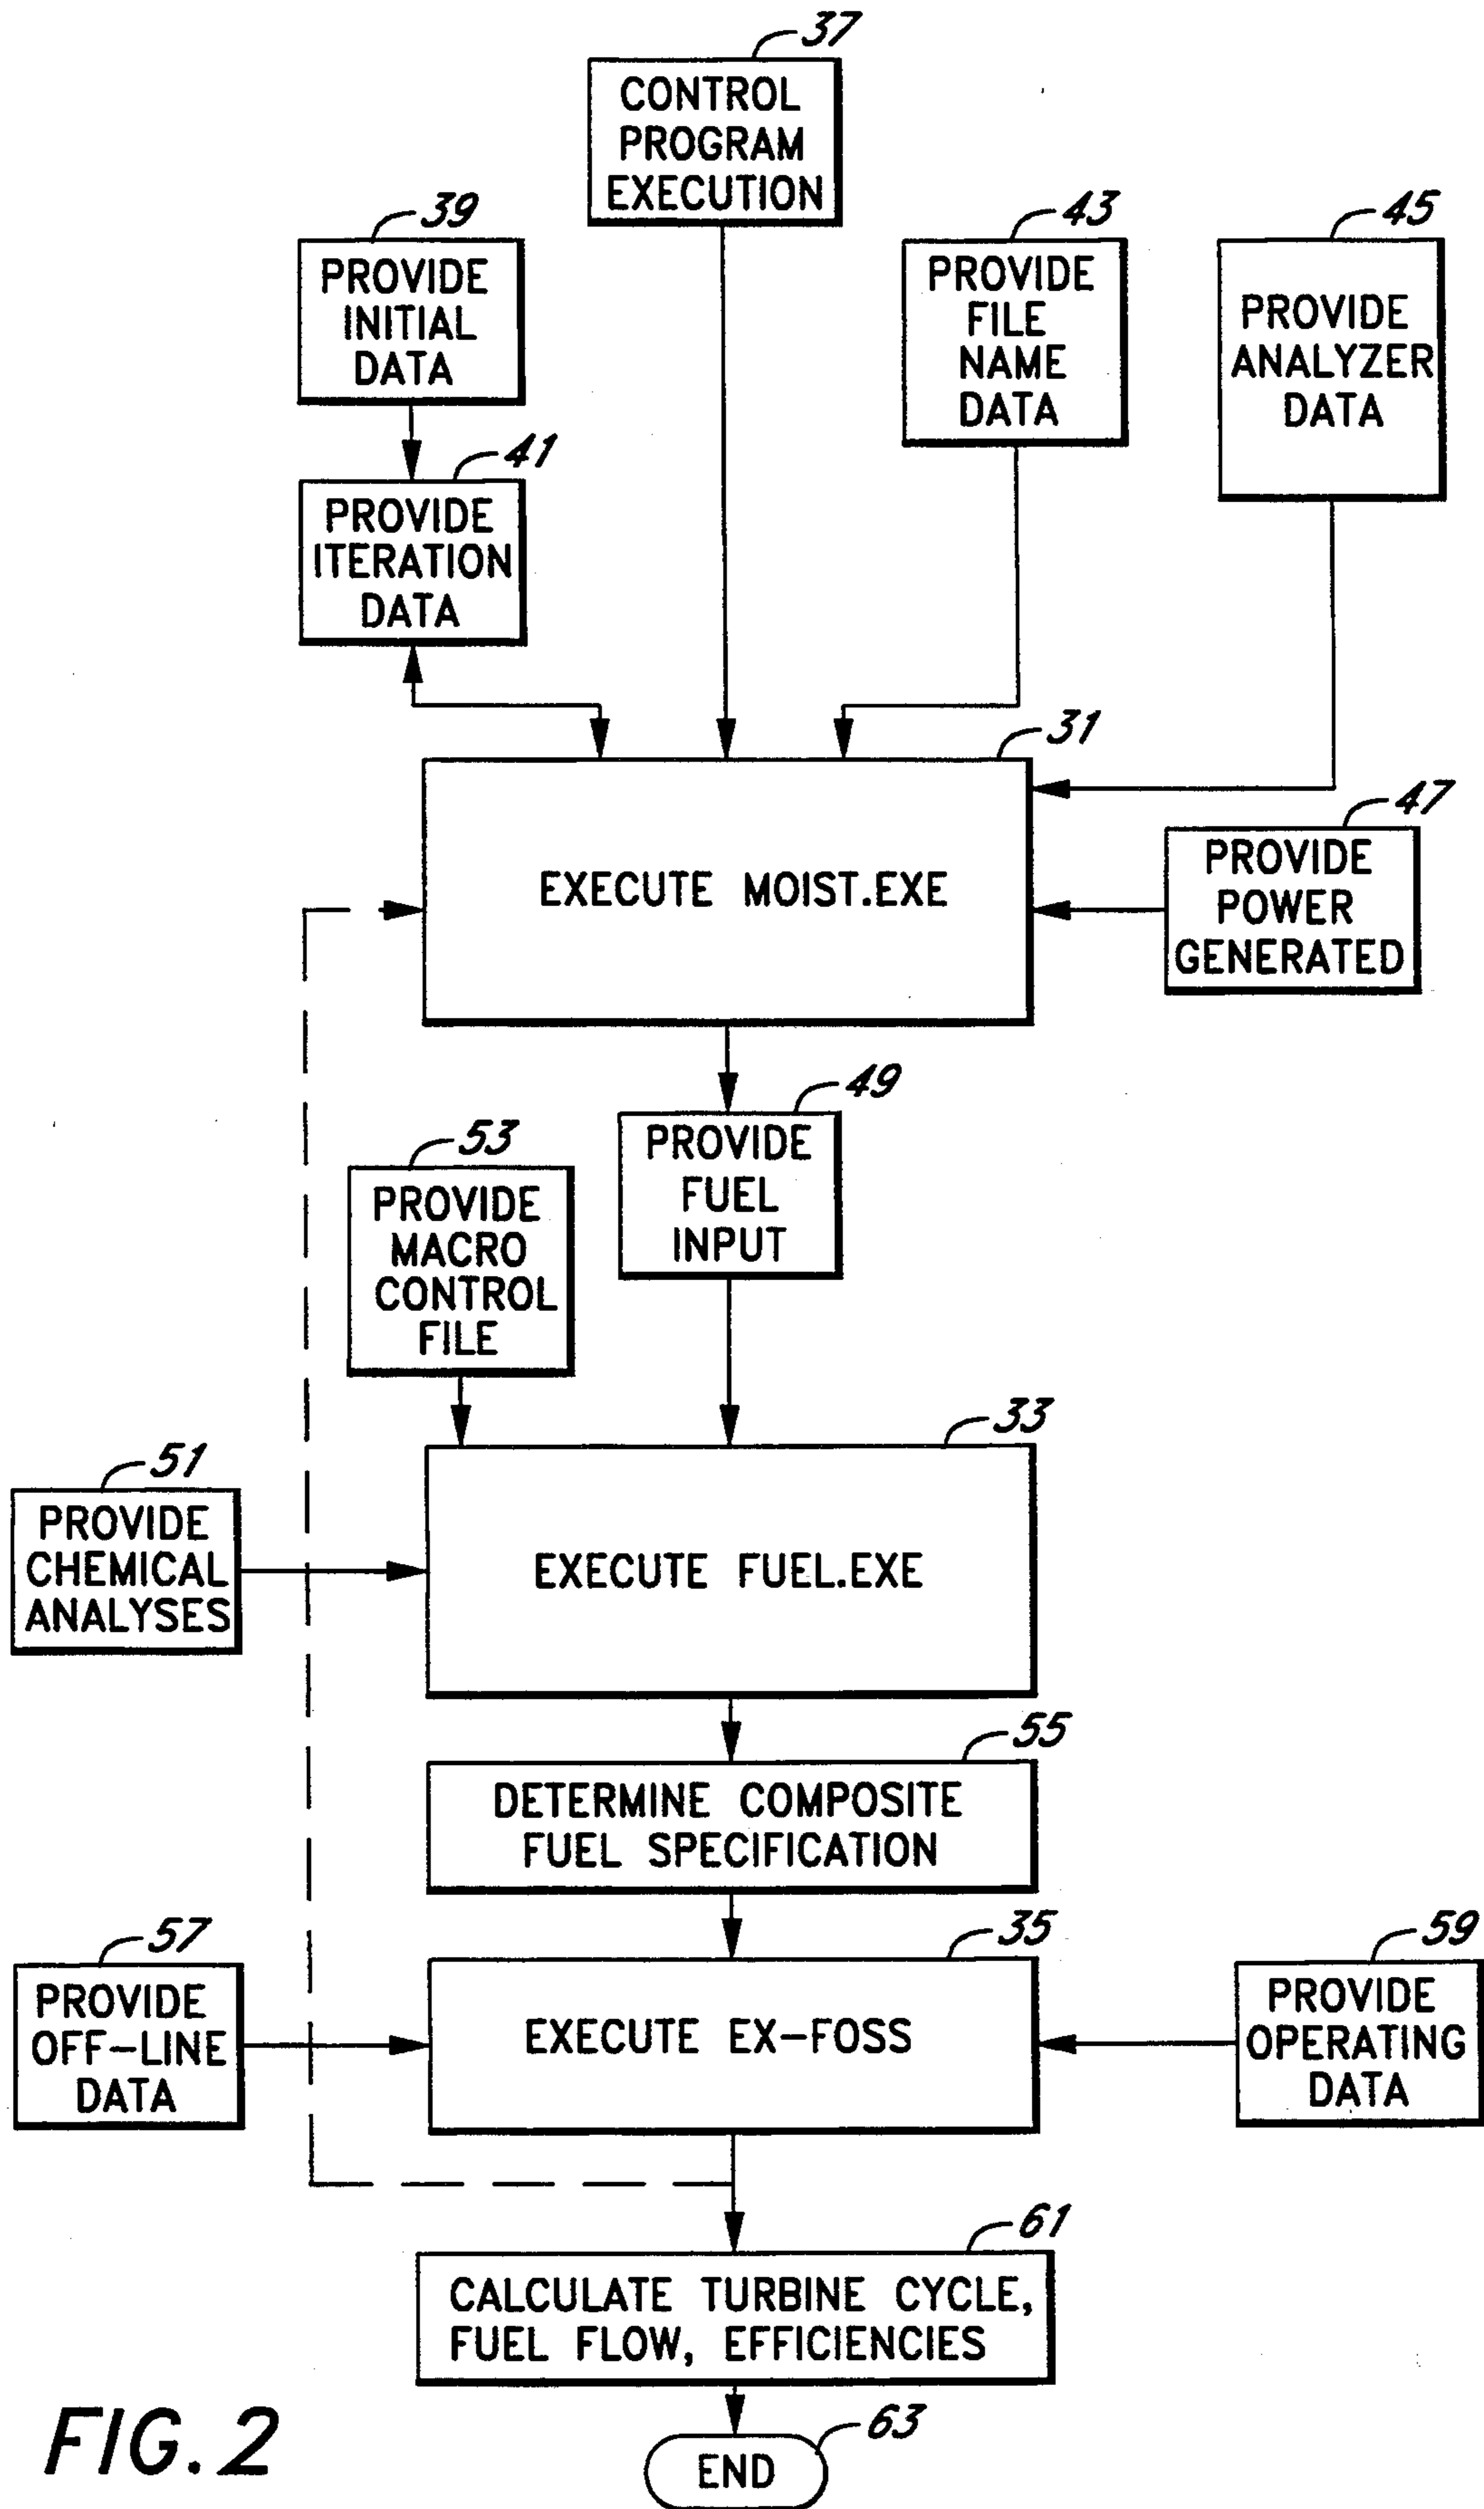 37
CONTROL
PROGRAM
EXECUTION
39
PROVIDE
INITIAL
DATA
43
PROVIDE
FILE
NAME
DATA
45
PROVIDE
ANALYZER
DATA
41
PROVIDE
ITERATION
DATA
31
EXECUTE MOIST.EXE
47
PROVIDE
POWER
GENERATED
49
PROVIDE
FUEL
INPUT
53
PROVIDE
MACRO
CONTROL
FILE
33
EXECUTE FUEL.EXE
51
PROVIDE
CHEMICAL
ANALYSES
55
DETERMINE COMPOSITE
FUEL SPECIFICATION
35
EXECUTE EX-FOSS
57
PROVIDE
OFF-LINE
DATA
59
PROVIDE
OPERATING
DATA
61
CALCULATE TURBINE CYCLE,
FUEL FLOW, EFFICIENCIES
63
END
FIG. 2